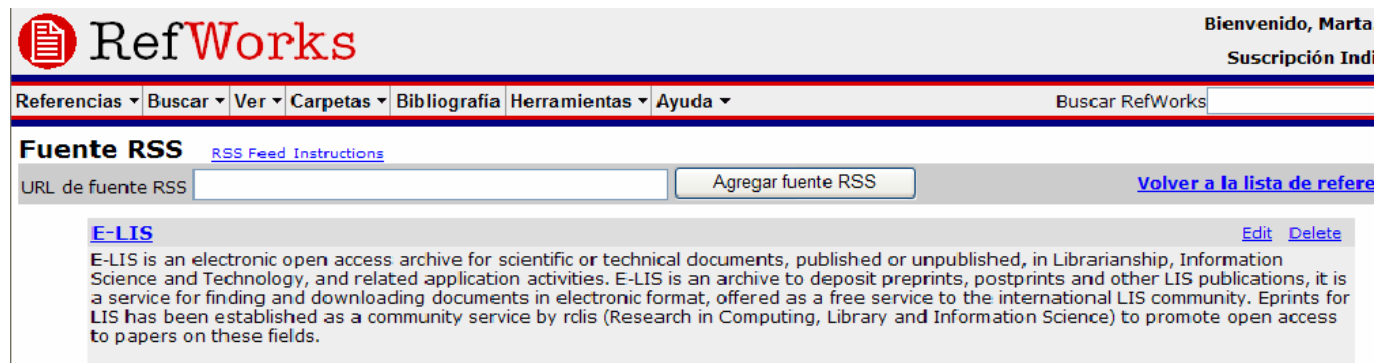 Bienvenido, Marta
RefWorks
Suscripción Indi
Referencias Buscar Ver Carpetas Bibliografía Herramientas Ayuda Buscar RefWorks
Fuente RSS RSS Feed Instructions
URL de fuente RSS Agregar fuente RSS Volver a la lista de refere
E-LIS Edit Delete
E-LIS is an electronic open access archive for scientific or technical documents, published or unpublished, in Librarianship, Information
Science and Technology, and related application activities. E-LIS is an archive to deposit preprints, postprints and other LIS publications, it is
a service for finding and downloading documents in electronic format, offered as a free service to the international LIS community. Eprints for
LIS has been established as a community service by rclis (Research in Computing, Library and Information Science) to promote open access
to papers on these fields.